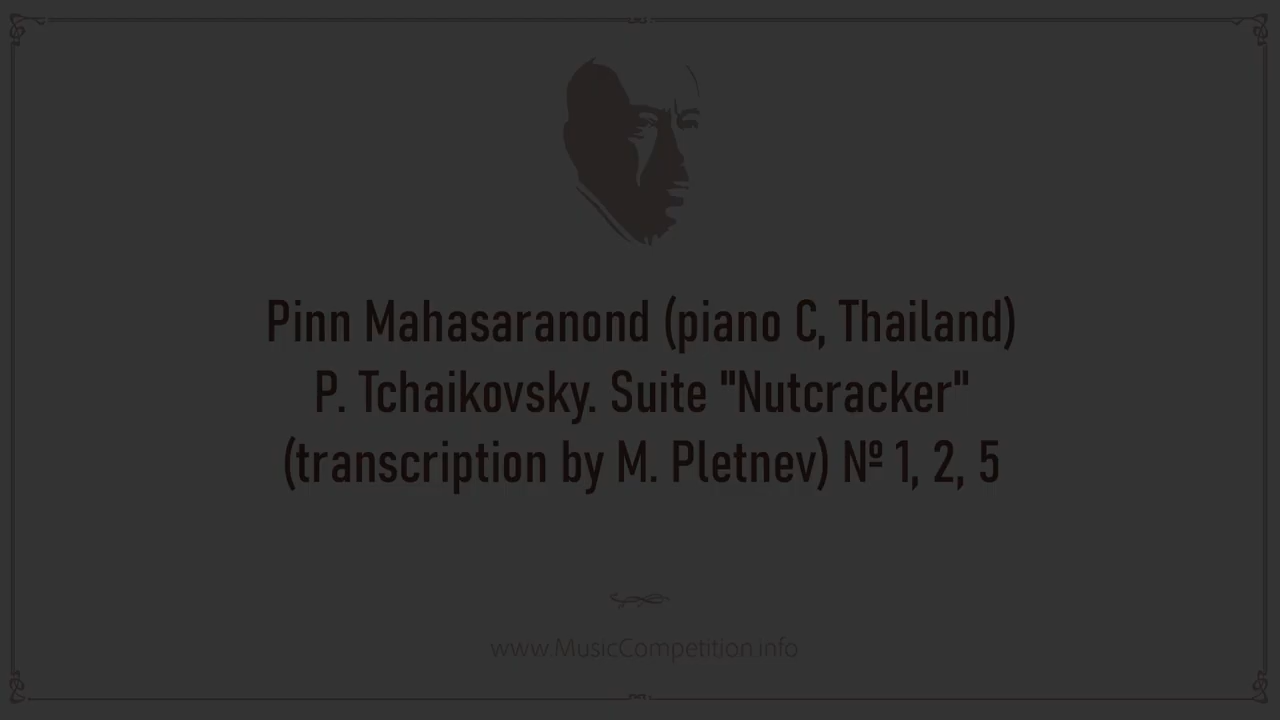 Pinn Mahasaranond (piano C, Thailand)
P. Tchaikovsky. Suite "Nutcracker"
(transcription by M. Pletnev) № 1, 2, 5
www.MusicCompetition.info